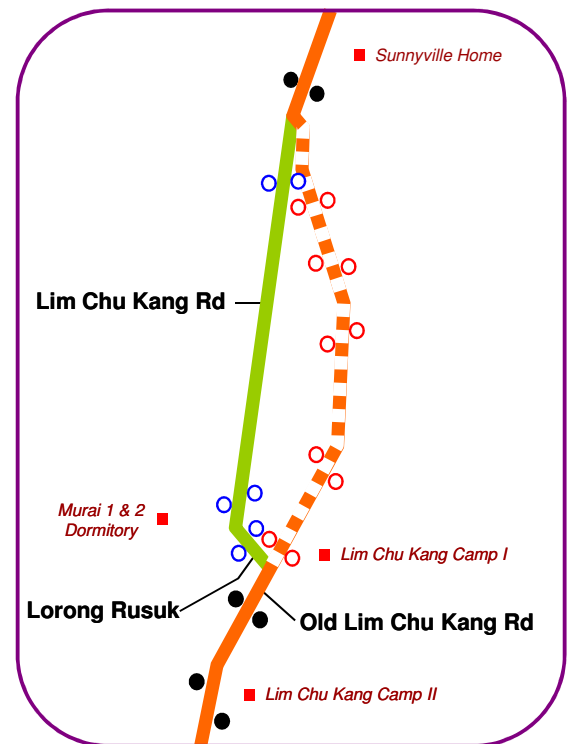 Sunnyville Home
Lim Chu Kang Rd
Murai 1 & 2
Dormitory
Lim Chu Kang Camp I
Lorong Rusuk
Old Lim Chu Kang Rd
Lim Chu Kang Camp II